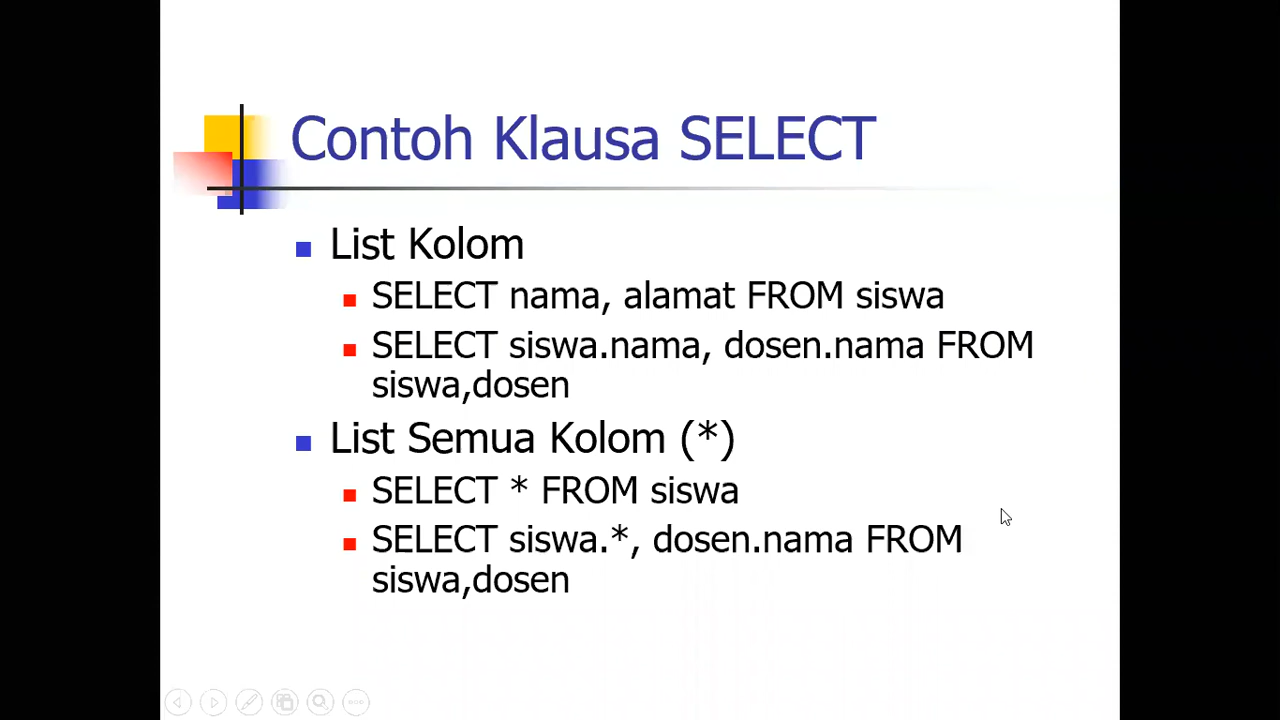 Contoh Klausa SELECT
List Kolom
SELECT nama, alamat FROM siswa
SELECT siswa.nama, dosen.nama FROM
siswa,dosen
List Semua Kolom (*)
SELECT * FROM siswa
SELECT siswa.*, dosen.nama FROM
siswa,dosen